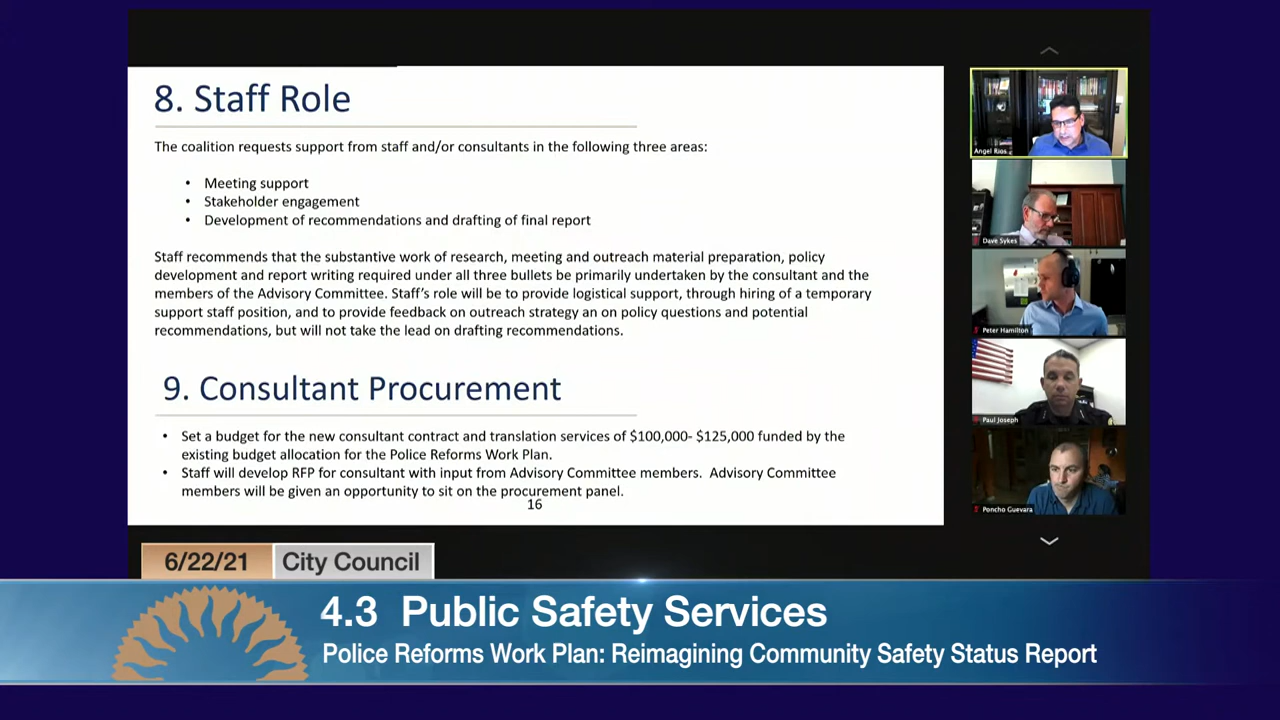 8. Staff Role
The coalition requests support from staff and/or consultants in the following three areas:
• Meeting support
• Stakeholder engagement
• Development of recommendations and drafting of final report
Staff recommends that the substantive work of research, meeting and outreach material preparation, policy
development and report writing required under all three bullets be primarily undertaken by the consultant and the
members of the Advisory Committee. Staff's role will be to provide logistical support, through hiring of a temporary
support staff position, and to provide feedback on outreach strategy an on policy questions and potential
recommendations, but will not take the lead on drafting recommendations.
9. Consultant Procurement
• Set a budget for the new consultant contract and translation services of $100,000- $125,000 funded by the
existing budget allocation for the Police Reforms Work Plan.
• Staff will develop RFP for consultant with input from Advisory Committee members.  Advisory Committee
members will be given an opportunity to sit on the procurement panel.
16
Angel Rios
Dave Sykes
Peter Hamilton
Paul Joseph
Poncho Guevara
6/22/21 City Council
4.3 Public Safety Services
Police Reforms Work Plan: Reimagining Community Safety Status Report